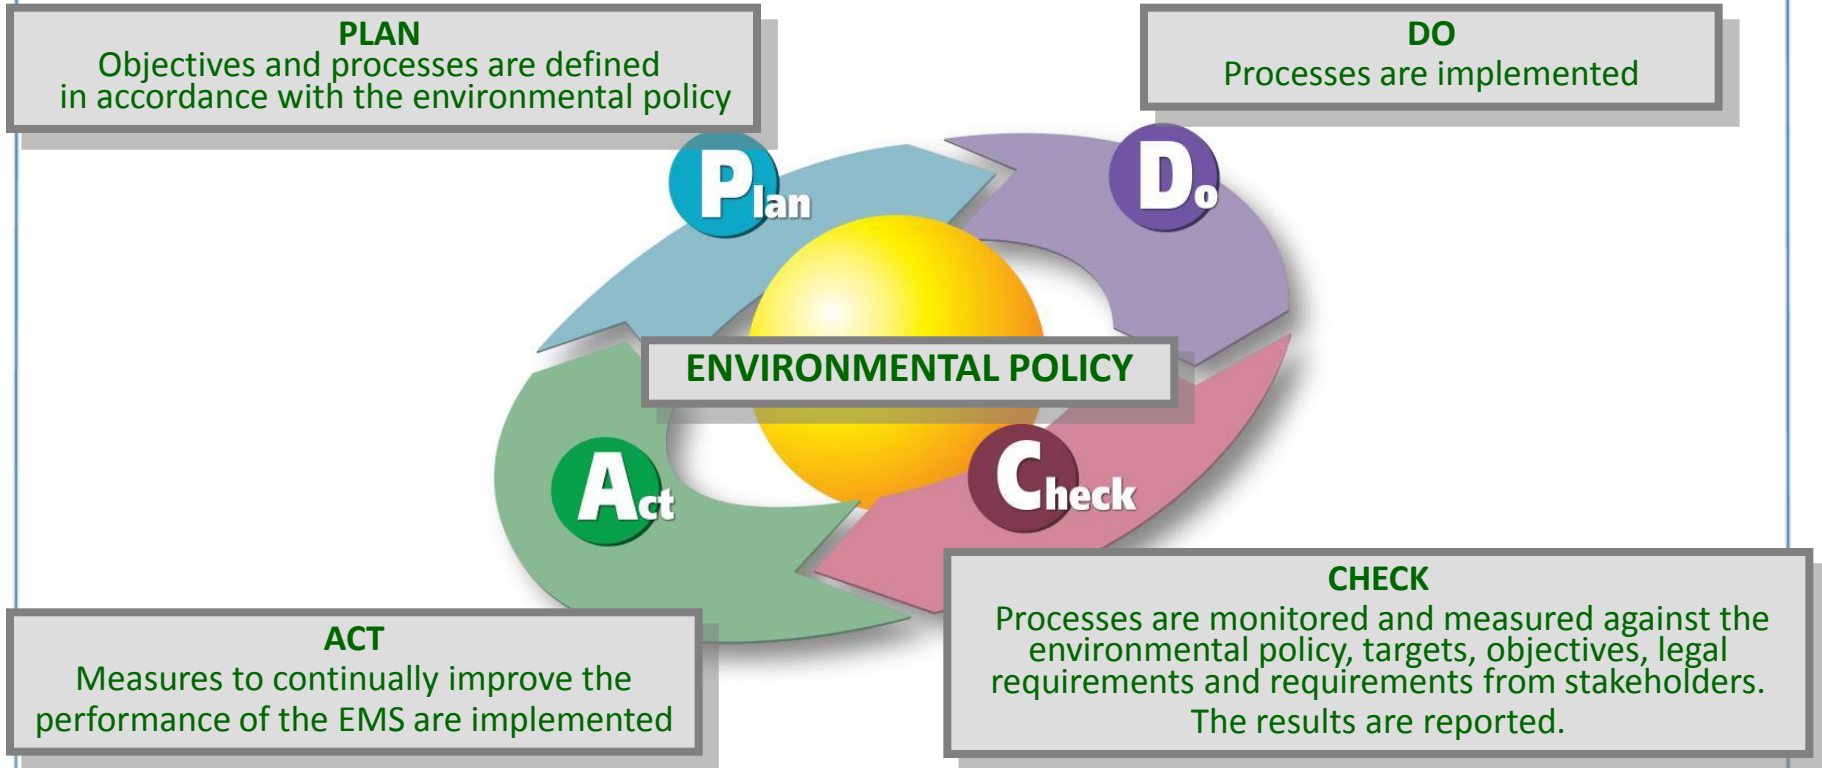 PLAN
Objectives and processes are defined
in accordance with the environmental policy
DO
Processes are implemented
Plan
Do
ENVIRONMENTAL POLICY
Act
Check
ACT
Measures to continually improve the
performance of the EMS are implemented
CHECK
Processes are monitored and measured against the
environmental policy, targets, objectives, legal
requirements and requirements from stakeholders.
The results are reported.